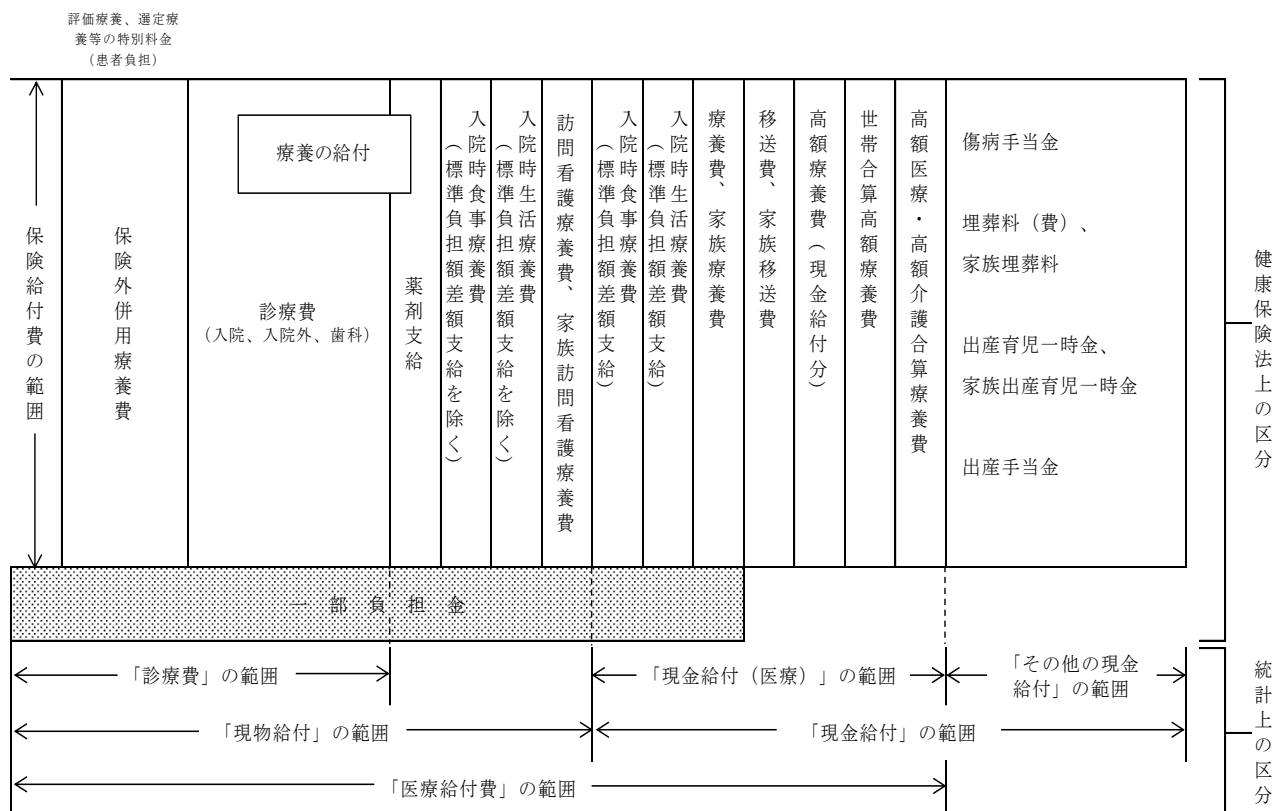 評価療養、選定療
養等の特別料金
(患者負担)
保険給付費の範囲
保険外併用療養費
療養の給付
診療費
(入院、入院外、歯科)
薬剤支給
入院時食事療養費
(標準負担額差額支給を除く)
入院時生活療養費
(標準負担額差額支給を除く)
訪問看護療養費、家族訪問看護療養費
入院時食事療養費
(標準負担額差額支給)
入院時生活療養費
(標準負担額差額支給)
療養費、家族療養費
移送費、家族移送費
高額療養費(現金給付分)
世帯合算高額療養費
高額医療・高額介護合算療養費
傷病手当金
埋葬料(費)、
家族埋葬料
出産育児一時金、
家族出産育児一時金
出産手当金
健康保険法上の区分
一部負担金
「診療費」の範囲
「現金給付(医療)」の範囲
「その他の現金
給付」の範囲
「現物給付」の範囲
「現金給付」の範囲
「医療給付費」の範囲
統計上の区分